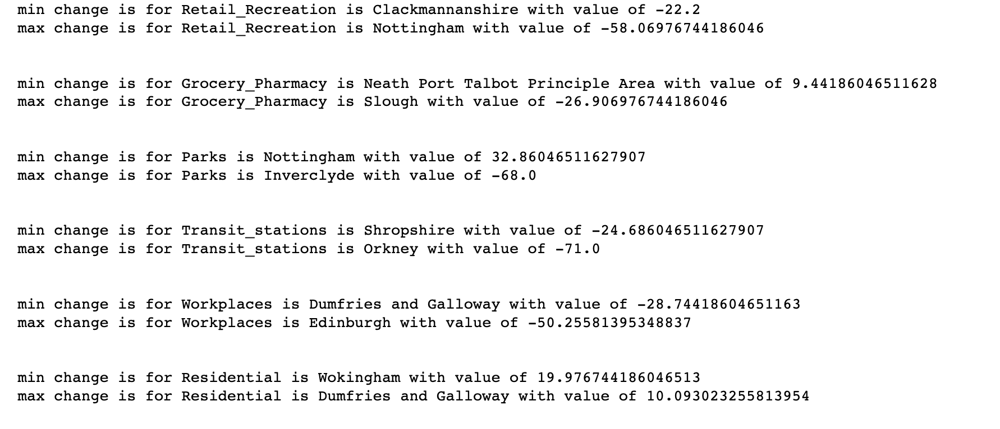 min change is for Retail_Recreation is Clackmannanshire with value of -22.2
max change is for Retail_Recreation is Nottingham with value of -58.06976744186046
min change is for Grocery_Pharmacy is Neath Port Talbot Principle Area with value of 9.44186046511628
max change is for Grocery_Pharmacy is Slough with value of -26.906976744186046
min change is for Parks is Nottingham with value of 32.86046511627907
max change is for Parks is Inverclyde with value of -68.0
min change is for Transit_stations is Shropshire with value of -24.686046511627907
max change is for Transit_stations is Orkney with value of -71.0
min change is for Workplaces is Dumfries and Galloway with value of -28.74418604651163
max change is for Workplaces is Edinburgh with value of -50.25581395348837
min change is for Residential is Wokingham with value of 19.976744186046513
max change is for Residential is Dumfries and Galloway with value of 10.093023255813954